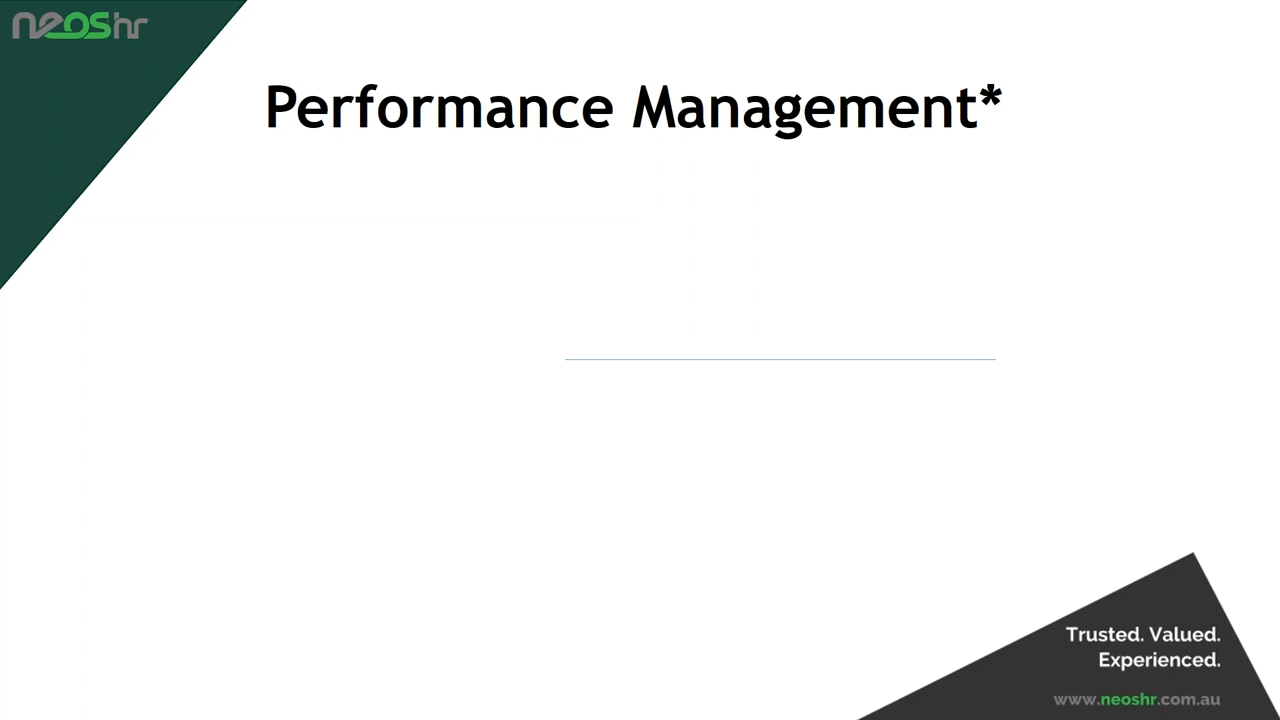 neoshr
Performance Management*
Trusted. Valued.
Experienced.
www.neoshr.com.au